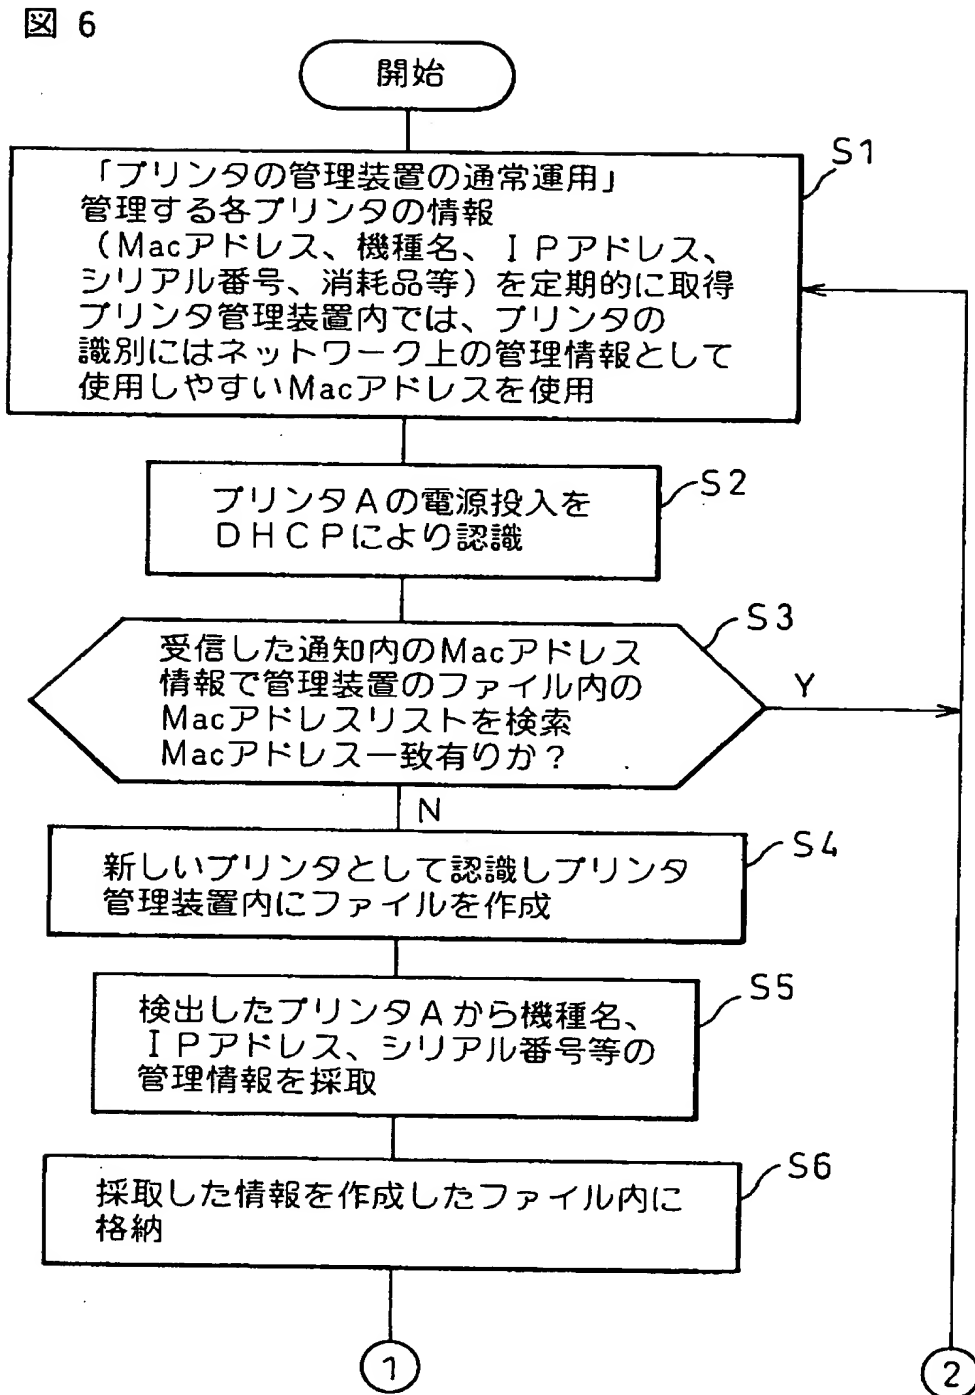 図 6
開始
S1
「プリンタの管理装置の通常運用」
管理する各プリンタの情報
（Macアドレス、機種名、ＩＰアドレス、
シリアル番号、消耗品等）を定期的に取得
プリンタ管理装置内では、プリンタの
識別にはネットワーク上の管理情報として
使用しやすいMacアドレスを使用
S2
プリンタＡの電源投入を
ＤＨＣＰにより認識
S3
受信した通知内のMacアドレス
情報で管理装置のファイル内の
Macアドレスリストを検索
Macアドレス一致有りか？
Y
N
S4
新しいプリンタとして認識しプリンタ
管理装置内にファイルを作成
S5
検出したプリンタＡから機種名、
ＩＰアドレス、シリアル番号等の
管理情報を採取
S6
採取した情報を作成したファイル内に
格納
1
2